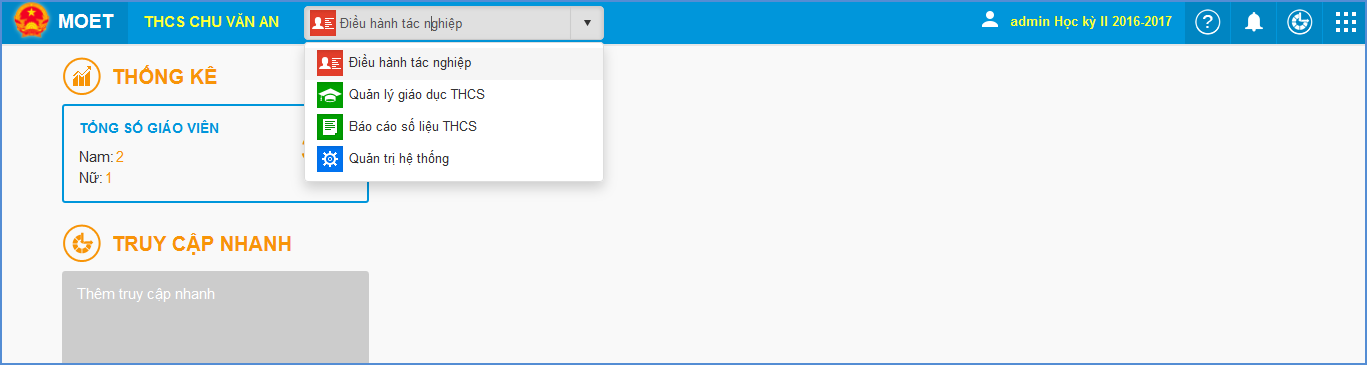 MOET
THCS CHU VĂN AN
Điều hành tác nghiệp
admin Học kỳ II 2016-2017
Điều hành tác nghiệp
Quản lý giáo dục THCS
Báo cáo số liệu THCS
Quản trị hệ thống
THỐNG KÊ
TỔNG SỐ GIÁO VIÊN
Nam: 2
Nữ: 1
TRUY CẬP NHANH
Thêm truy cập nhanh